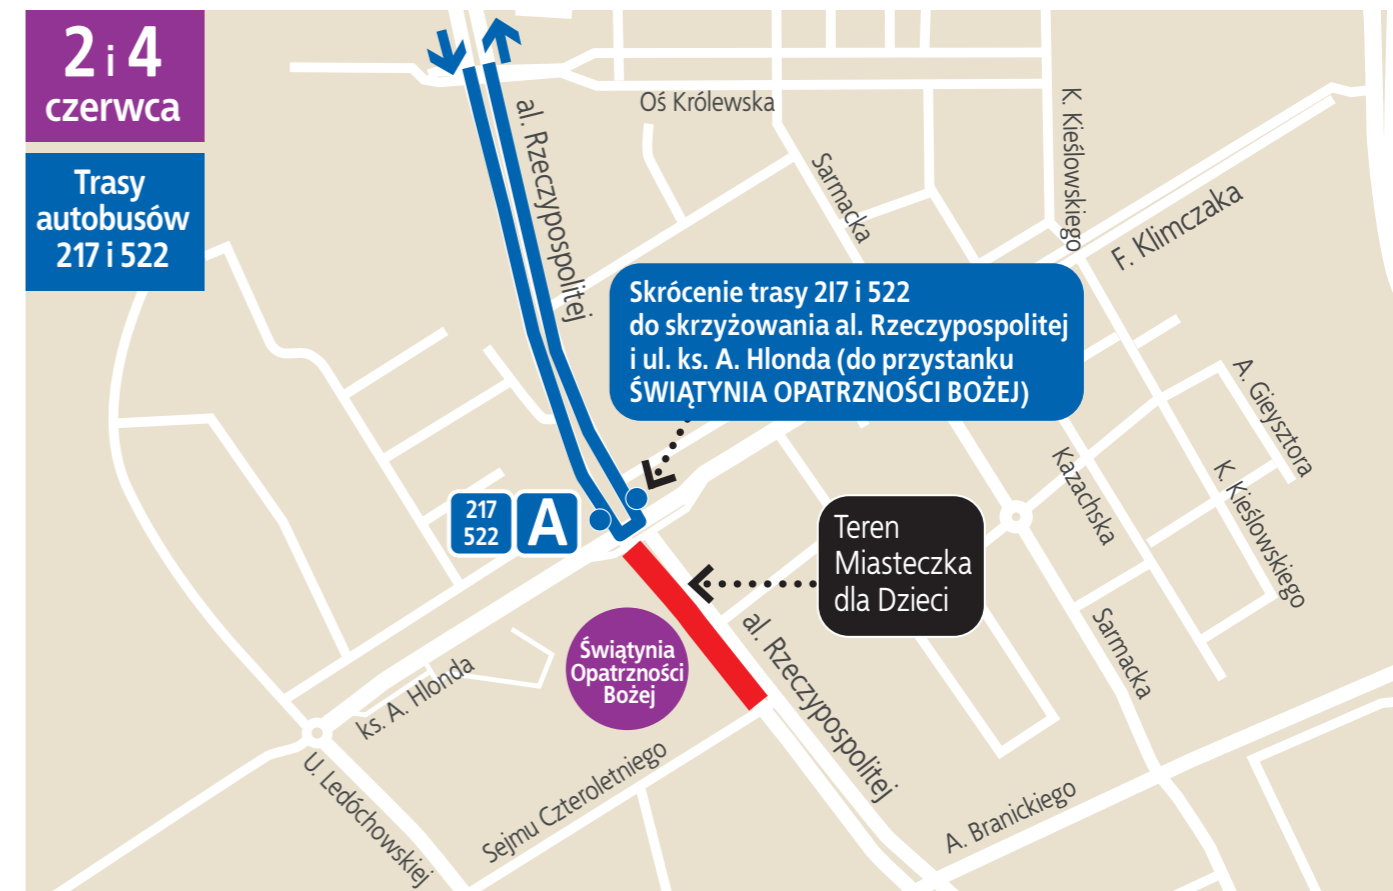 2 i 4
czerwca
Trasy
autobusów
217 i 522
al. Rzeczypospolitej
Oś Królewska
Sarmacka
K. Kieślowskiego
F. Klimczaka
Skrócenie trasy 2I7 i 522
do skrzyżowania al. Rzeczypospolitej
i ul. ks. A. Hlonda (do przystanku
ŚWIĄTYNIA OPATRZNOŚCI BOŻEJ)
A. Gieysztora
Kazachska
K. Kieślowskiego
217
522
A
Teren
Miasteczka
dla Dzieci
Świątynia
Opatrzności
Bożej
al. Rzeczypospolitej
Sarmacka
ks. A. Hlonda
U. Ledóchowskiej
Sejmu Czteroletniego
A. Branickiego